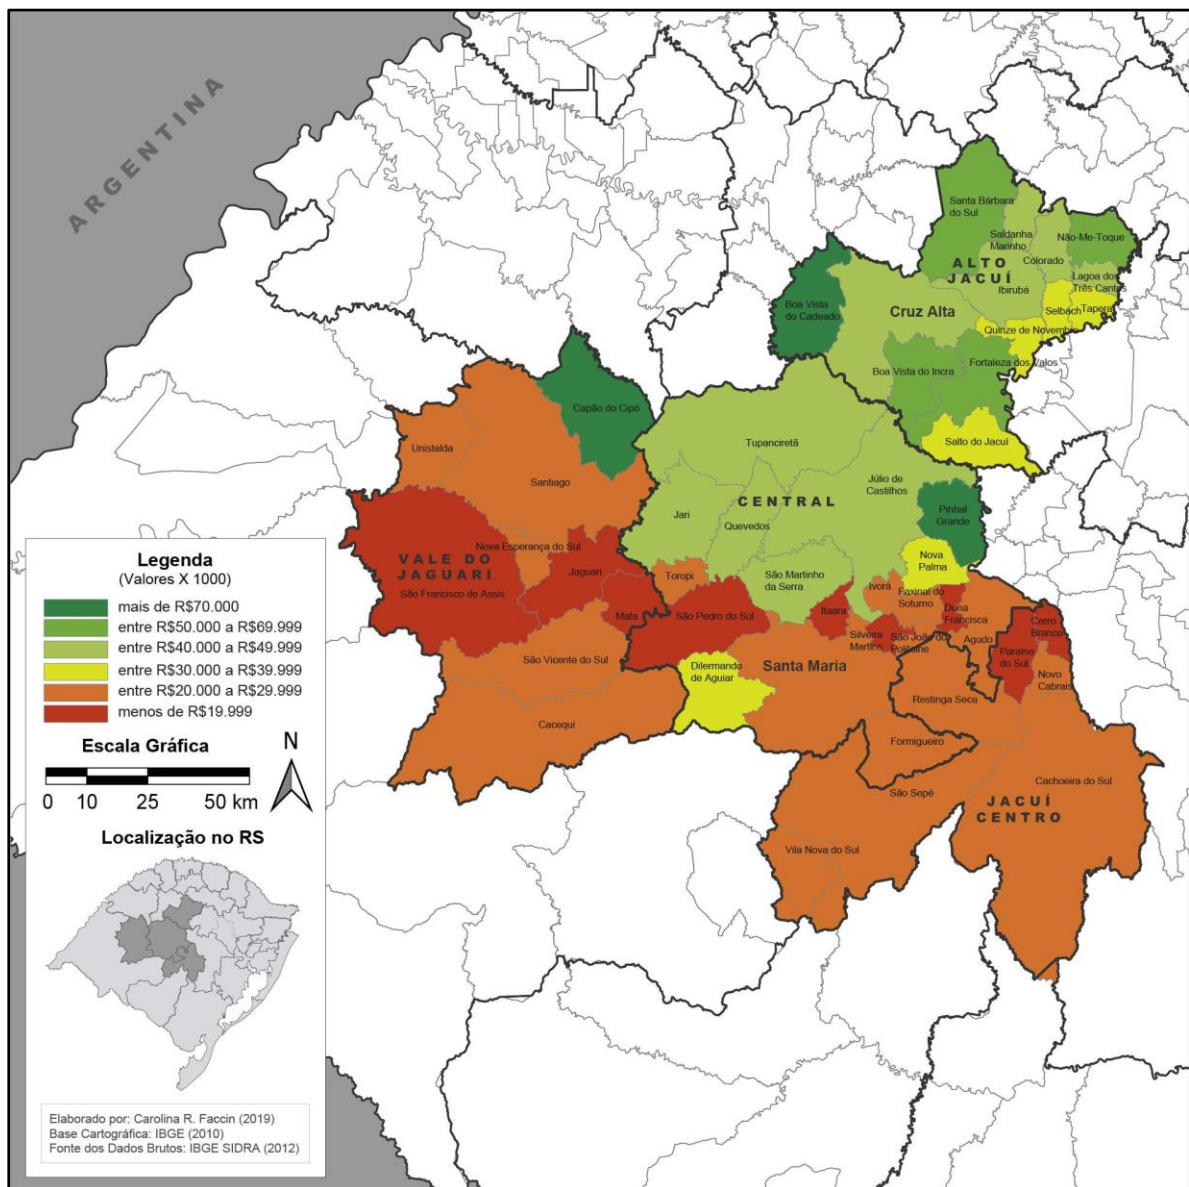 ARGENTINA
Santa Bárbara
do Sul
Saldanha
Marinho
Não-Me-Toque
Colorado
ALTO
JACUÍ
Lagoa dos
Três Cantos
Ibirubá
Boa Vista
do Cadeado
Cruz Alta
Selbach
Tapera
Quinze de Novembro
Fortaleza dos Valos
Boa Vista do Incra
Capão do Cipó
Salto do Jacuí
Tupanciretã
Unistalda
Santiago
Júlio de
Castilhos
CENTRAL
Jari
Quevedos
Pinhal
Grande
Nova Esperança do Sul
VALE DO
JAGUARI
Jaguari
São Francisco de Assis
Nova
Palma
Toropi
São Martinho
da Serra
Ivorá
Faxinal do
Soturno
Mata
São Pedro do Sul
Itaara
Dona
Francisca
Cerro
Branco
Silveira
Martins
São João do
Polêsine
Agudo
Paraíso
do Sul
São Vicente do Sul
Dilermando
de Aguiar
Santa Maria
Novo
Cabrais
Restinga Seca
Cacequi
Formigueiro
Cachoeira do Sul
São Sepé
JACUÍ
CENTRO
Vila Nova do Sul
Legenda
(Valores X 1000)
mais de R$70.000
entre R$50.000 a R$69.999
entre R$40.000 a R$49.999
entre R$30.000 a R$39.999
entre R$20.000 a R$29.999
menos de R$19.999
Escala Gráfica
N
0 10 25 50 km
Localização no RS
Elaborado por: Carolina R. Faccin (2019)
Base Cartográfica: IBGE (2010)
Fonte dos Dados Brutos: IBGE SIDRA (2012)